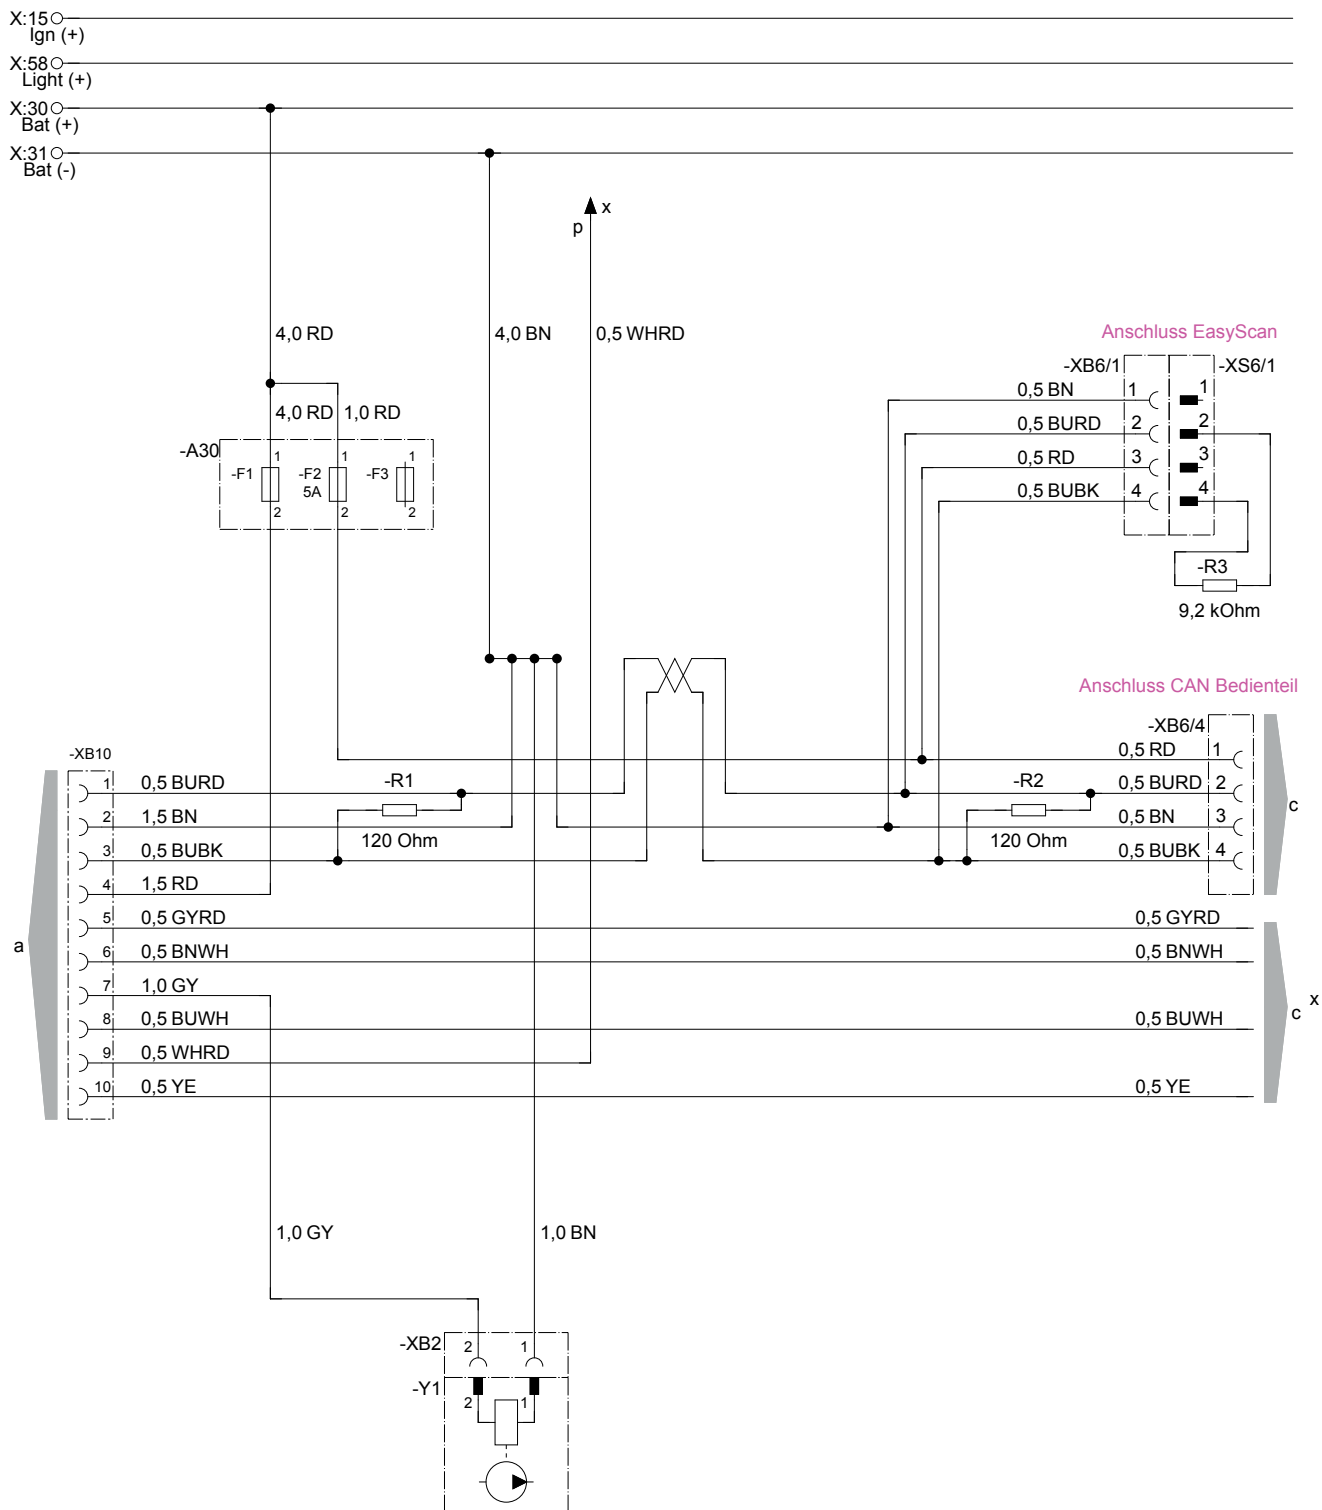 X:15
Ign (+)
X:58
Light (+)
X:30
Bat (+)
X:31
Bat (-)
x
p
4,0 RD
4,0 BN
0,5 WHRD
Anschluss EasyScan
-XB6/1
-XS6/1
0,5 BN
1
1
0,5 BURD
2
2
0,5 RD
3
3
0,5 BUBK
4
4
-R3
9,2 kOhm
4,0 RD
1,0 RD
-A30
1
1
1
-F1
-F2
5A
-F3
2
2
2
Anschluss CAN Bedienteil
-XB6/4
0,5 RD
1
0,5 BURD
2
0,5 BN
3
0,5 BUBK
4
c
-R1
120 Ohm
-R2
120 Ohm
-XB10
1
0,5 BURD
2
1,5 BN
3
0,5 BUBK
4
1,5 RD
5
0,5 GYRD
0,5 GYRD
a
6
0,5 BNWH
0,5 BNWH
7
1,0 GY
c
x
8
0,5 BUWH
0,5 BUWH
9
0,5 WHRD
10
0,5 YE
0,5 YE
1,0 GY
1,0 BN
-XB2
2
1
-Y1
2
1